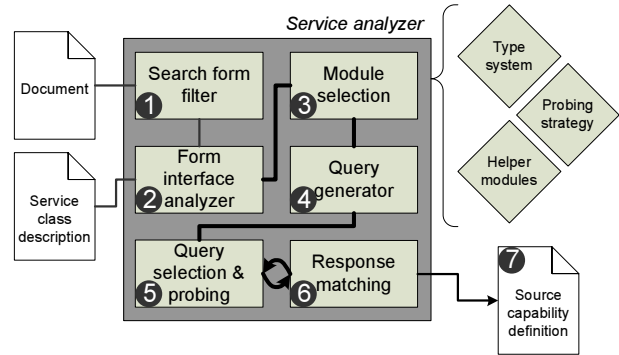 Service analyzer
Document
Search form
filter
1
Module
selection
3
Type
system
Probing
strategy
Helper
modules
Service
class
description
Form
interface
analyzer
2
Query
generator
4
Query
selection &
probing
5
Response
matching
6
7
Source
capability
definition